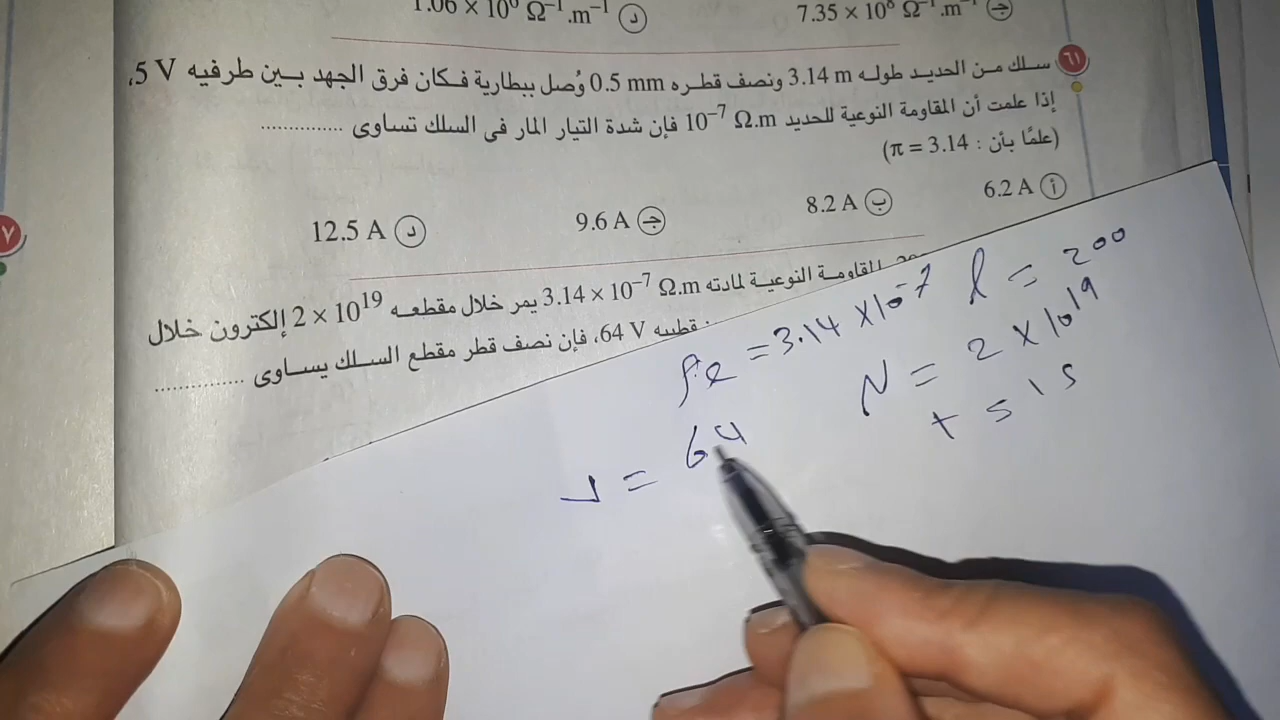 7.35 × 10⁸ Ω⁻¹.m⁻¹ ج 1.06 × 10⁶ Ω⁻¹.m⁻¹ د
٦١ سلك من الحديد طوله 3.14 m ونصف قطره 0.5 mm وُصل ببطارية فكان فرق الجهد بين طرفيه 5 V،
إذا علمت أن المقاومة النوعية للحديد 10⁻⁷ Ω.m فإن شدة التيار المار فى السلك تساوى ...............
(علمًا بأن : π = 3.14)
أ 6.2 A ب 8.2 A ج 9.6 A د 12.5 A
المقاومة النوعية لمادته 3.14 × 10⁻⁷ Ω.m يمر خلال مقطعه 2 × 10¹⁹ إلكترون خلال
64 V، فإن نصف قطر مقطع السلك يساوى ...............
٧
ρe = 3.14 × 10⁻⁷ l = 200
N = 2 × 10¹⁹
t = 1 s
v = 64